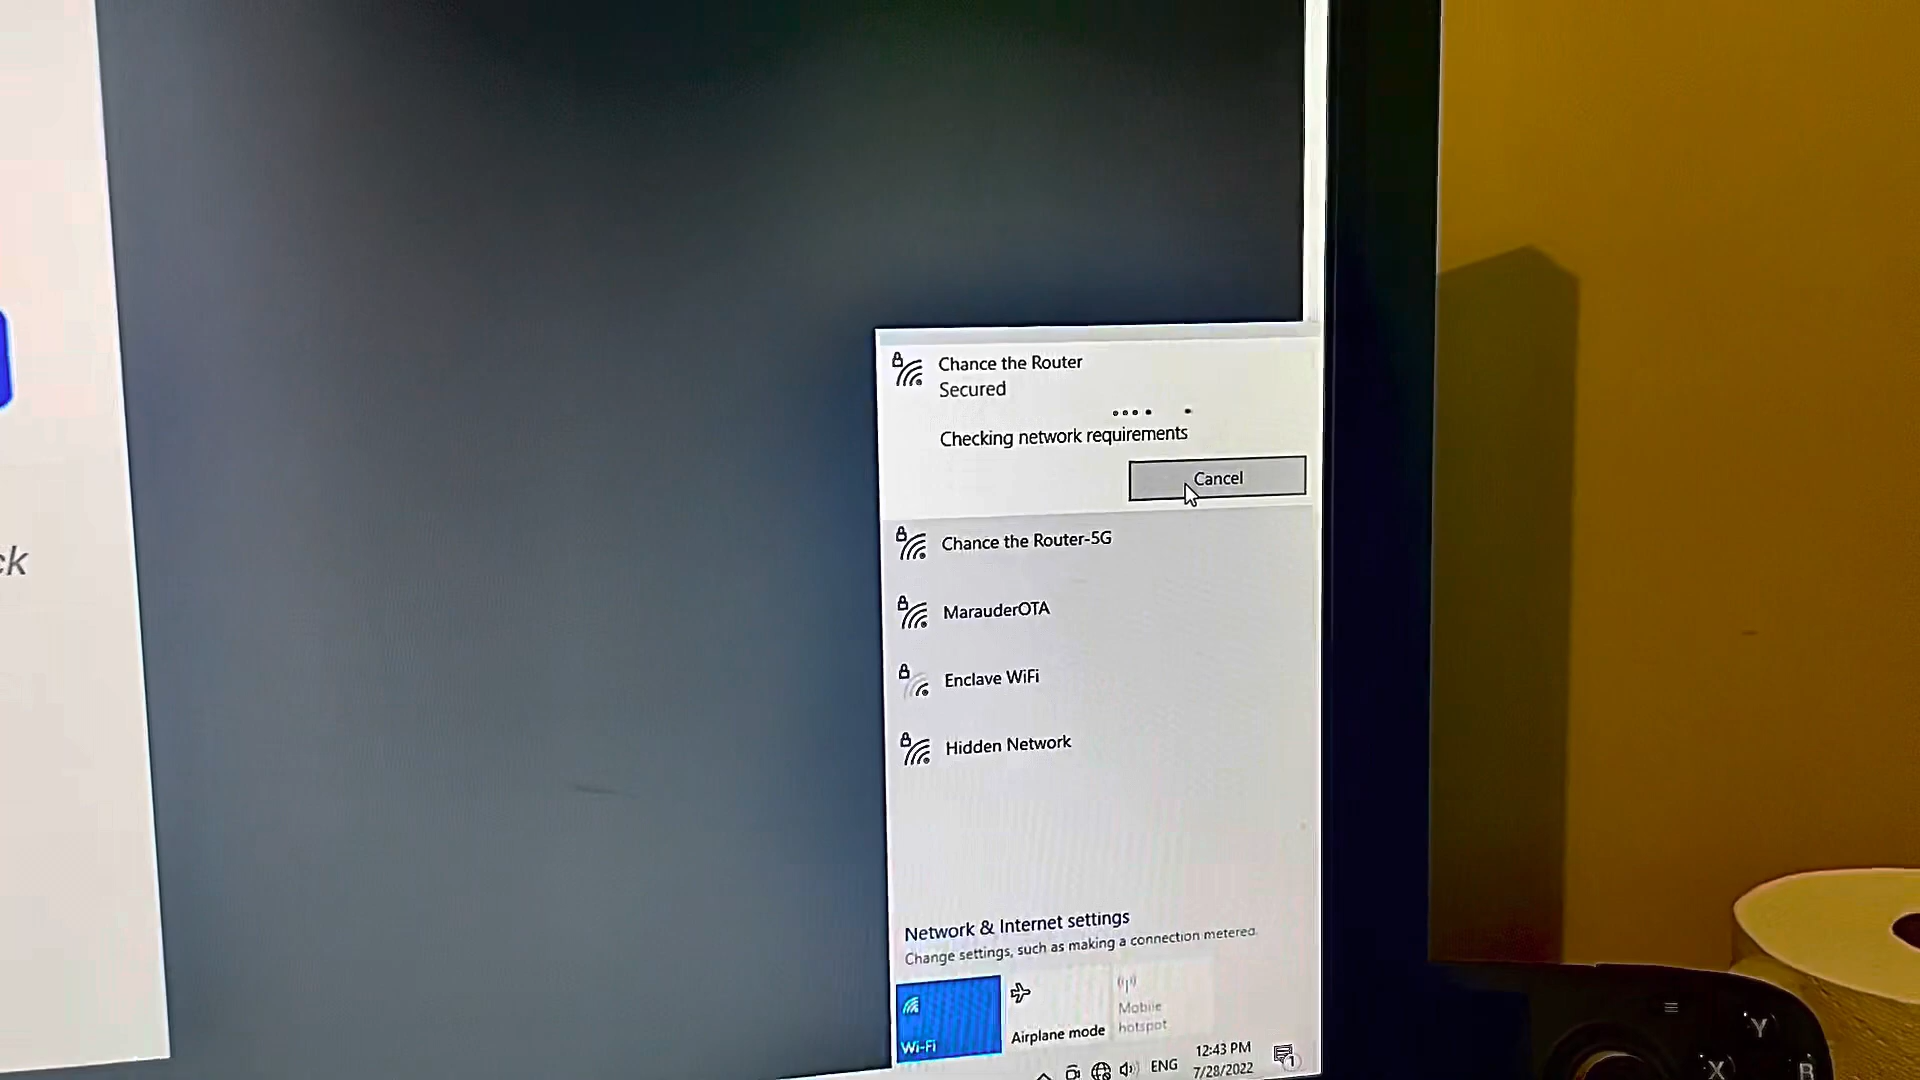 ck
Chance the Router
Secured
Checking network requirements
Cancel
Chance the Router-5G
MarauderOTA
Enclave WiFi
Hidden Network
Network & Internet settings
Change settings, such as making a connection metered.
Wi-Fi
Airplane mode
Mobile
hotspot
ENG
12:43 PM
7/28/2022
1
Y
X